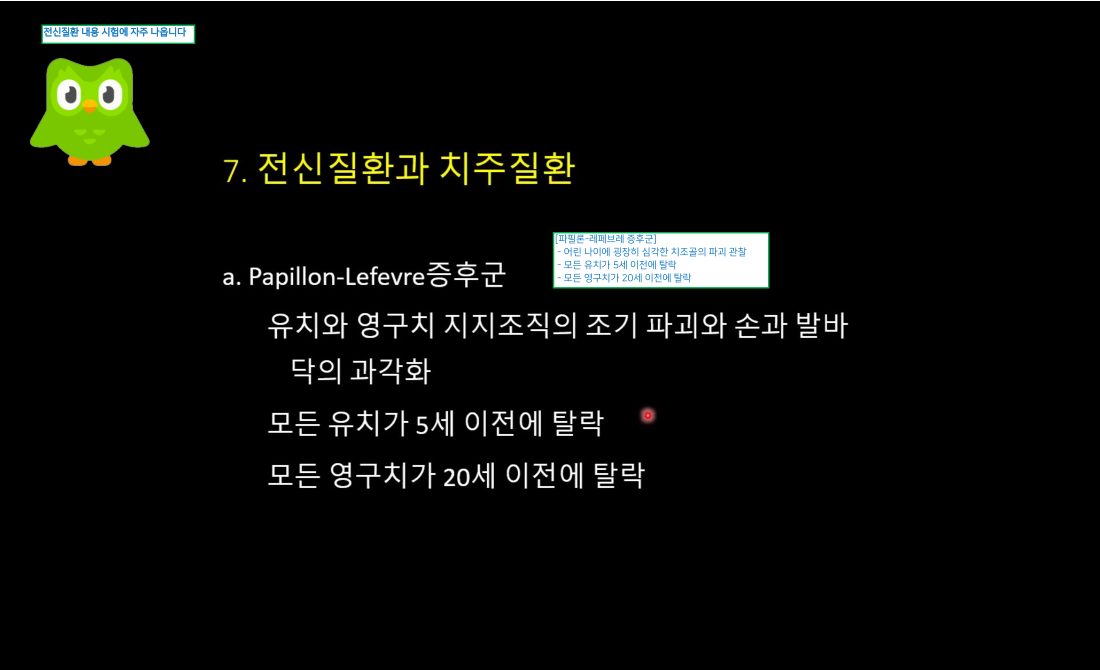 전신질환 내용 시험에 자주 나옵니다
7. 전신질환과 치주질환
[파필론-레페브레 증후군]
- 어린 나이에 굉장히 심각한 치조골의 파괴 관찰
- 모든 유치가 5세 이전에 탈락
- 모든 영구치가 20세 이전에 탈락
a. Papillon-Lefevre증후군
유치와 영구치 지지조직의 조기 파괴와 손과 발바
닥의 과각화
모든 유치가 5세 이전에 탈락
모든 영구치가 20세 이전에 탈락